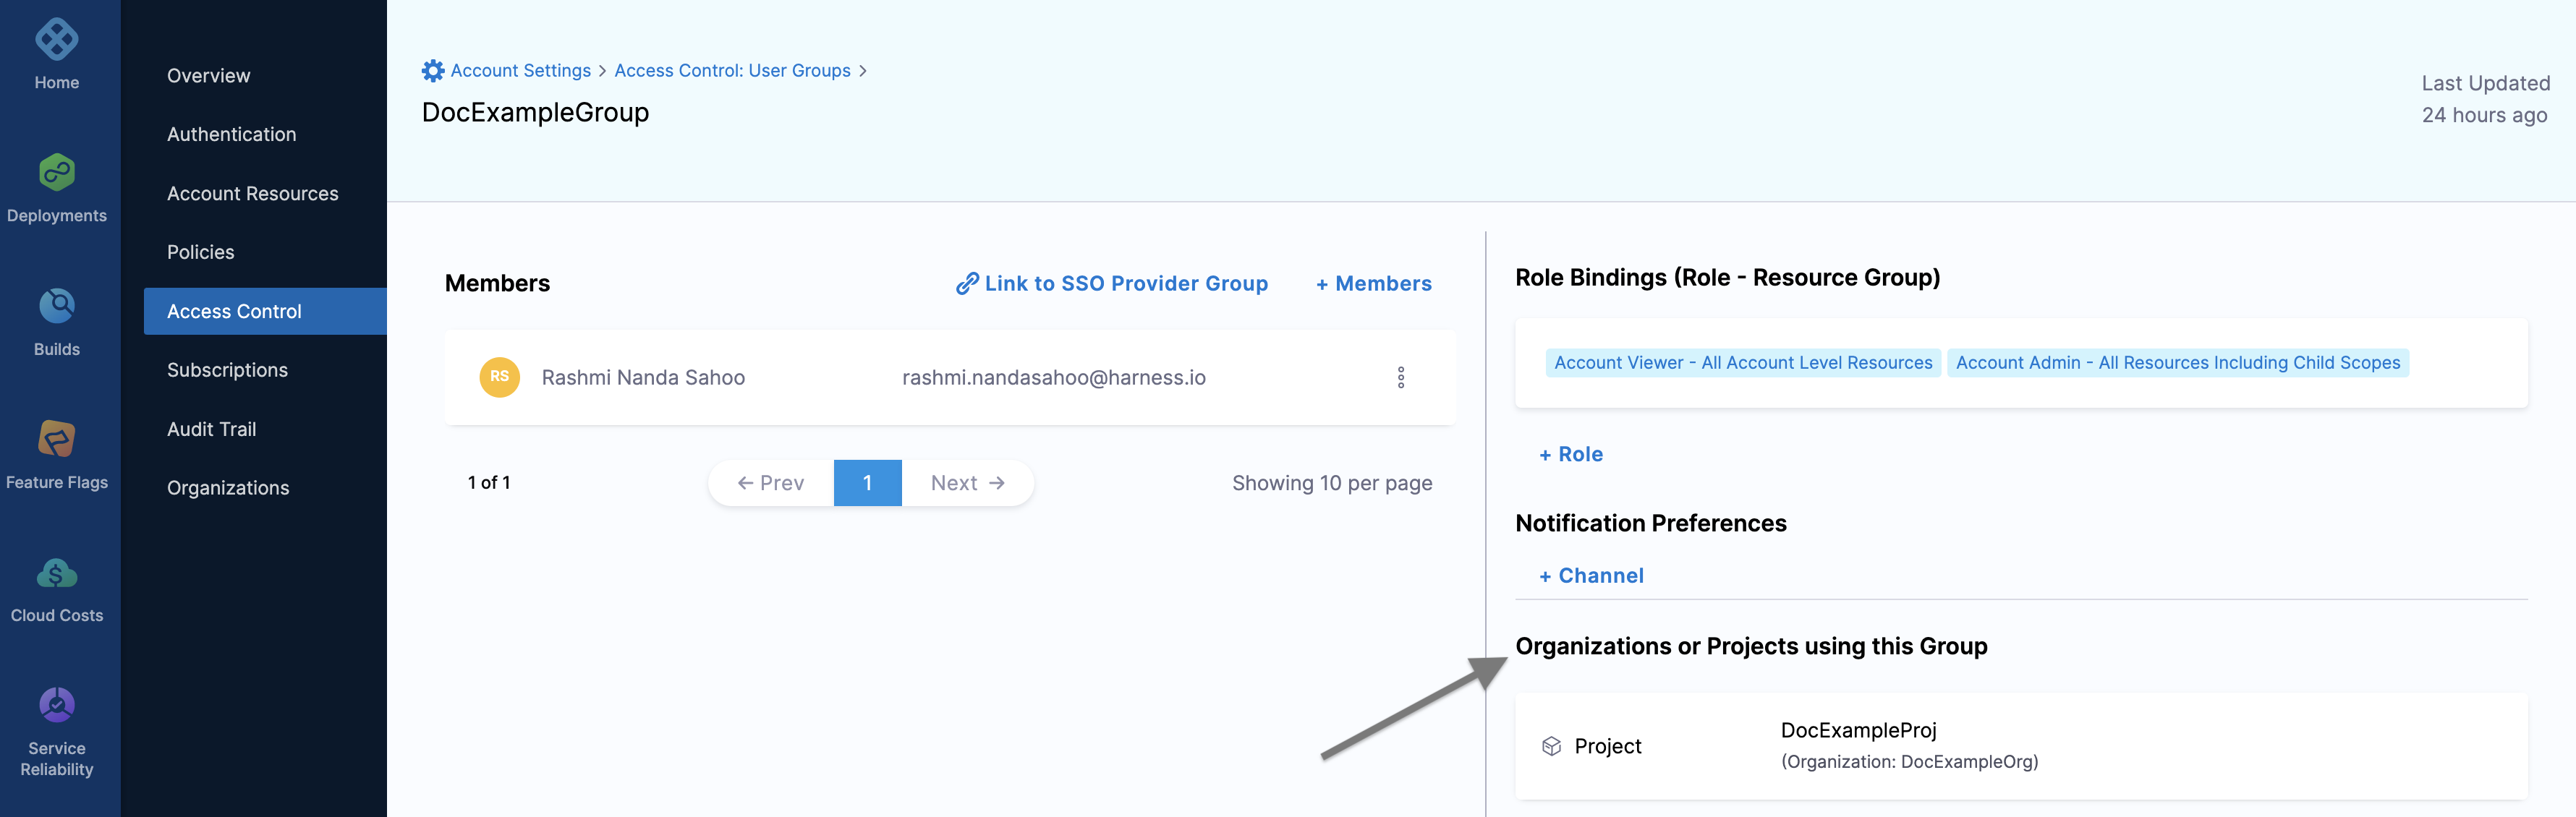 Home
Deployments
Builds
Feature Flags
Cloud Costs
Service
Reliability
Overview
Authentication
Account Resources
Policies
Access Control
Subscriptions
Audit Trail
Organizations
Account Settings > Access Control: User Groups >
DocExampleGroup
Last Updated
24 hours ago
Members
Link to SSO Provider Group
+ Members
RS
Rashmi Nanda Sahoo
rashmi.nandasahoo@harness.io
1 of 1
← Prev
1
Next →
Showing 10 per page
Role Bindings (Role - Resource Group)
Account Viewer - All Account Level Resources
Account Admin - All Resources Including Child Scopes
+ Role
Notification Preferences
+ Channel
Organizations or Projects using this Group
Project
DocExampleProj
(Organization: DocExampleOrg)